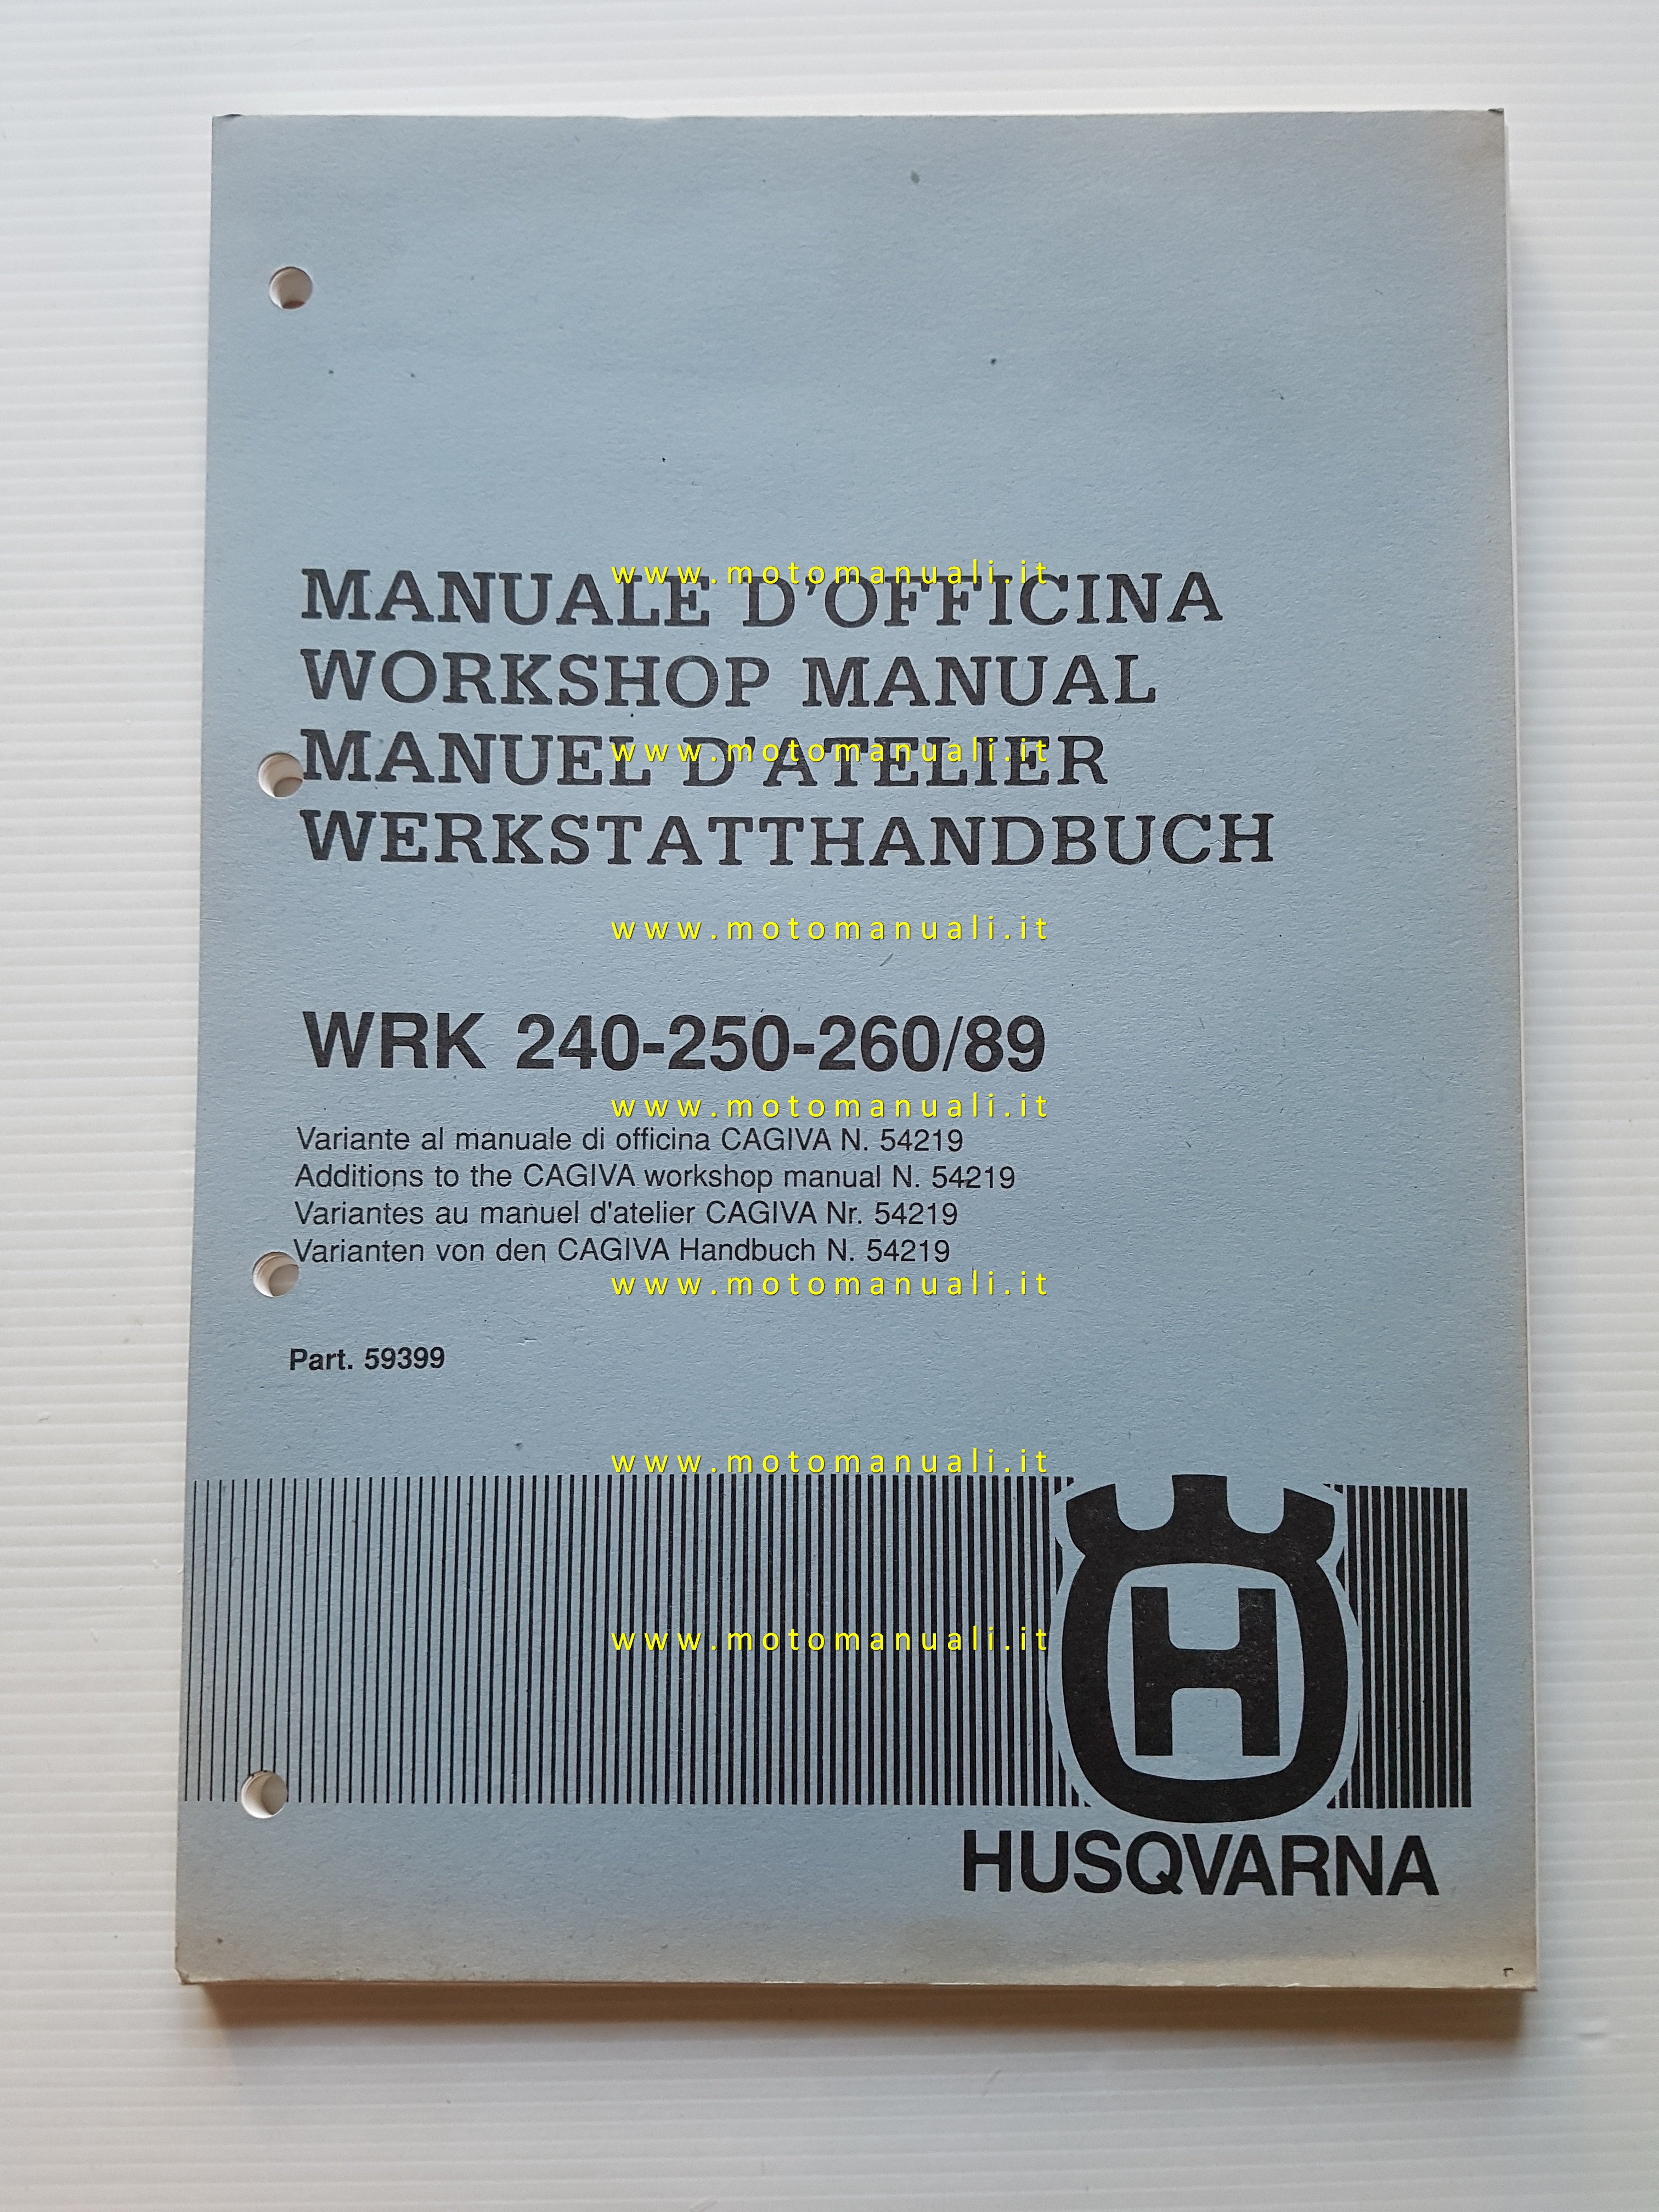 www.motomanuali.it
MANUALE D'OFFICINA
WORKSHOP MANUAL
www.motomanuali.it
MANUEL D'ATELIER
WERKSTATTHANDBUCH
www.motomanuali.it
WRK 240-250-260/89
www.motomanuali.it
Variante al manuale di officina CAGIVA N. 54219
Additions to the CAGIVA workshop manual N. 54219
Variantes au manuel d'atelier CAGIVA Nr. 54219
Varianten von den CAGIVA Handbuch N. 54219
www.motomanuali.it
Part. 59399
www.motomanuali.it
H
www.motomanuali.it
HUSQVARNA